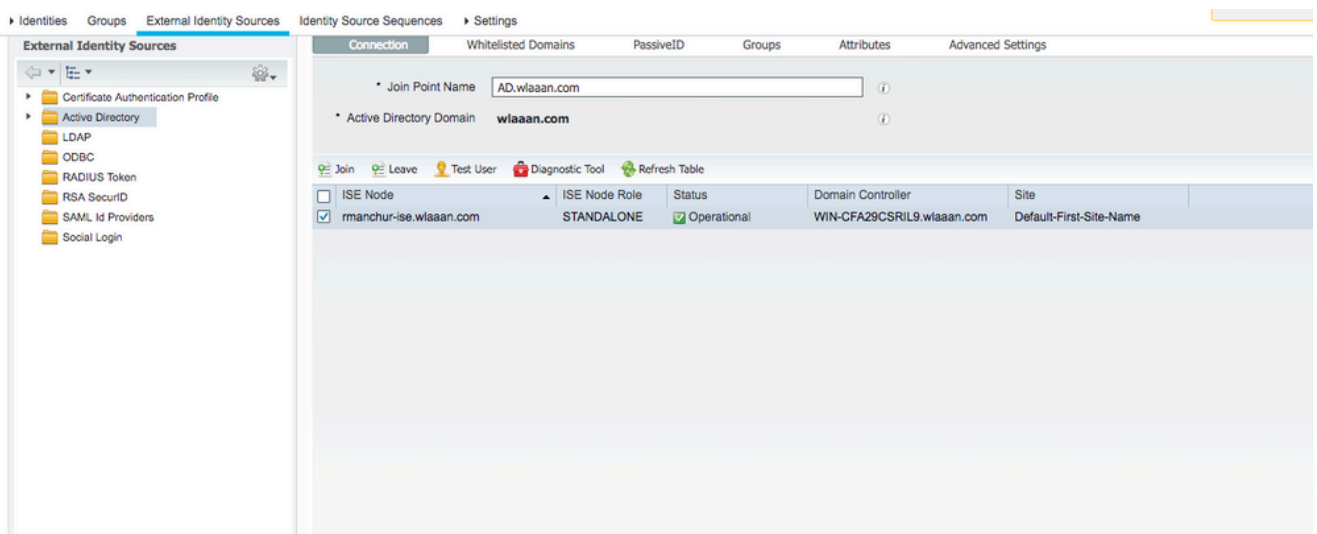 Identities Groups External Identity Sources Identity Source Sequences Settings
External Identity Sources
Connection Whitelisted Domains PassiveID Groups Attributes Advanced Settings
Certificate Authentication Profile
Active Directory
LDAP
ODBC
RADIUS Token
RSA SecurID
SAML Id Providers
Social Login
* Join Point Name AD.wlaaan.com
* Active Directory Domain wlaaan.com
Join Leave Test User Diagnostic Tool Refresh Table
ISE Node ISE Node Role Status Domain Controller Site
rmanchur-ise.wlaaan.com STANDALONE Operational WIN-CFA29CSRIL9.wlaaan.com Default-First-Site-Name